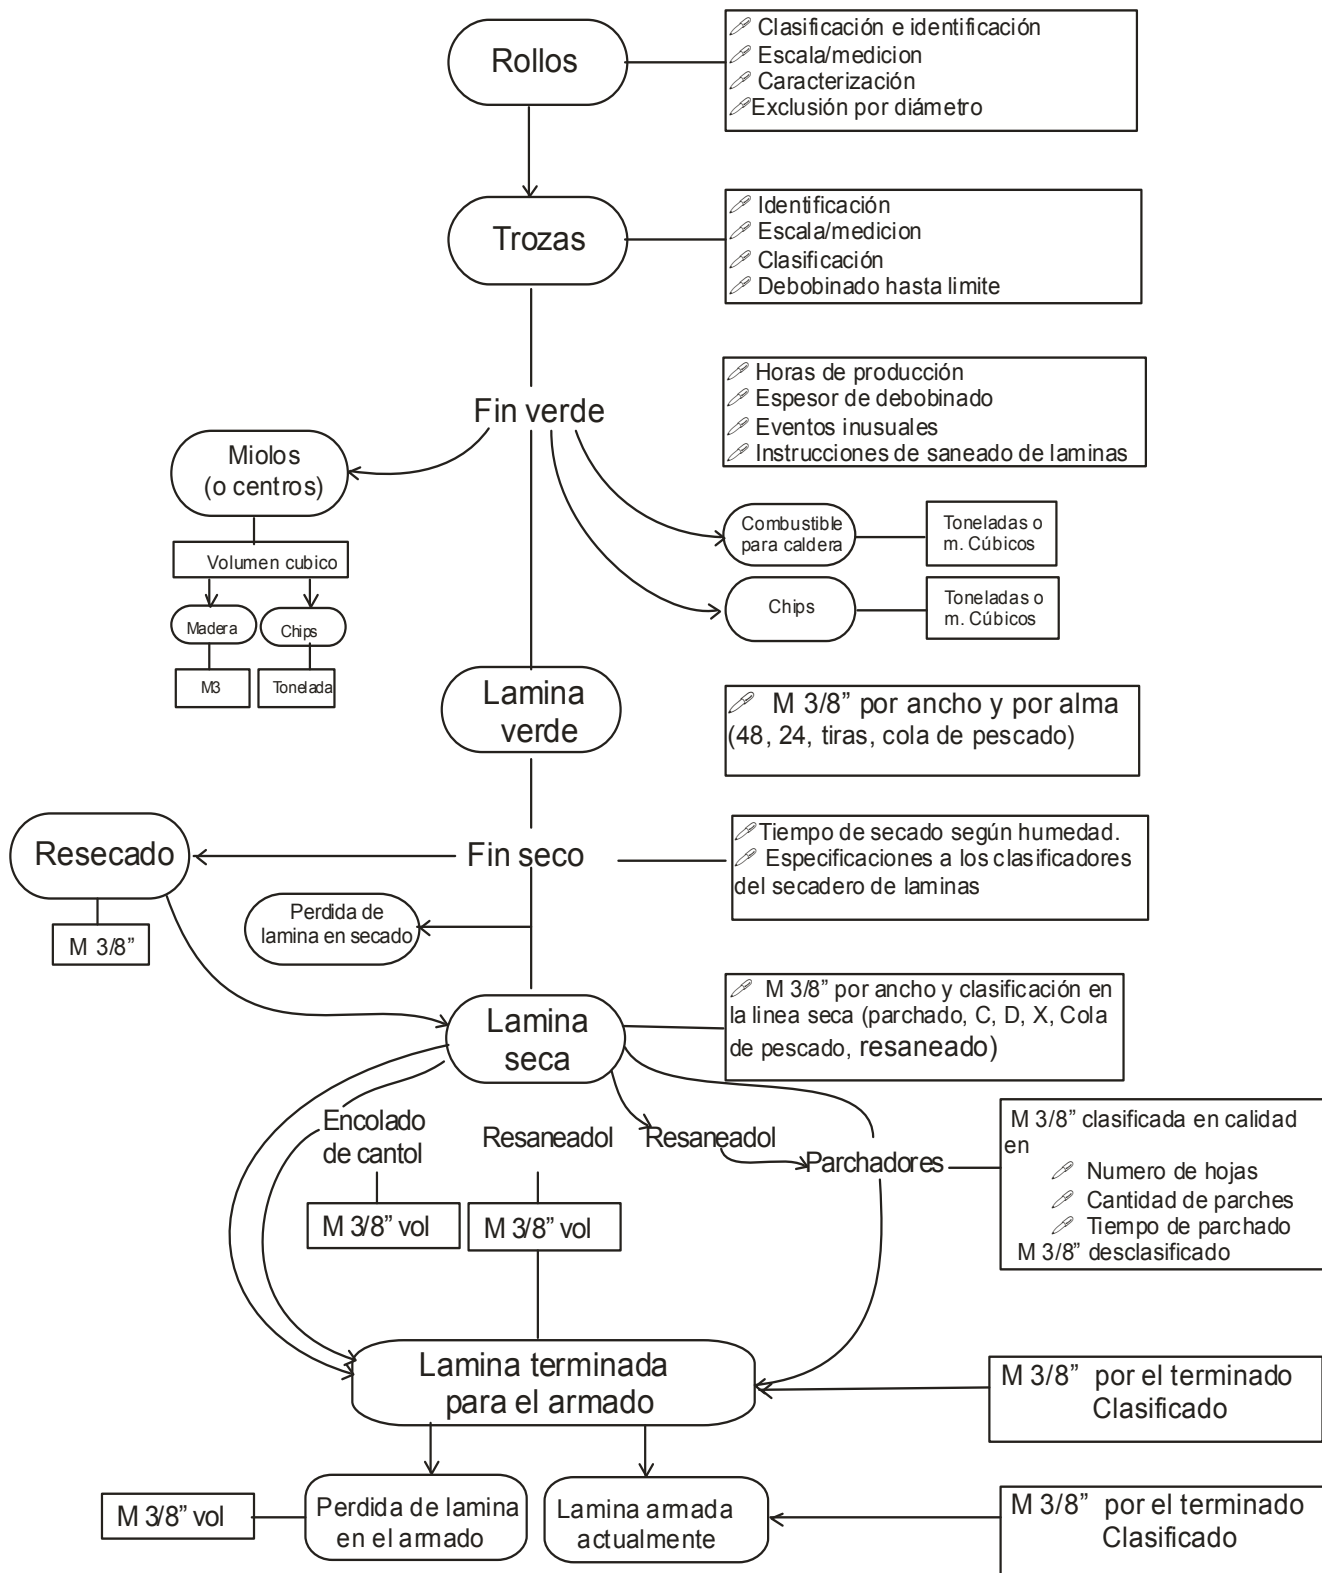 Rollos
Clasificación e identificación
Escala/medicion
Caracterización
Exclusión por diámetro
Trozas
Identificación
Escala/medicion
Clasificación
Debobinado hasta limite
Fin verde
Horas de producción
Espesor de debobinado
Eventos inusuales
Instrucciones de saneado de laminas
Miolos
(o centros)
Volumen cubico
Madera
Chips
M3
Tonelada
Combustible
para caldera
Toneladas o
m. Cúbicos
Chips
Toneladas o
m. Cúbicos
Lamina
verde
M 3/8” por ancho y por alma
(48, 24, tiras, cola de pescado)
Resecado
M 3/8”
Fin seco
Tiempo de secado según humedad.
Especificaciones a los clasificadores
del secadero de laminas
Perdida de
lamina en secado
Lamina
seca
M 3/8” por ancho y clasificación en
la linea seca (parchado, C, D, X, Cola
de pescado, resaneado)
Encolado
de cantol
M 3/8” vol
Resaneadol
M 3/8” vol
Resaneadol
Parchadores
M 3/8” clasificada en calidad
en
Numero de hojas
Cantidad de parches
Tiempo de parchado
M 3/8” desclasificado
Lamina terminada
para el armado
M 3/8” por el terminado
Clasificado
M 3/8” vol
Perdida de lamina
en el armado
Lamina armada
actualmente
M 3/8” por el terminado
Clasificado